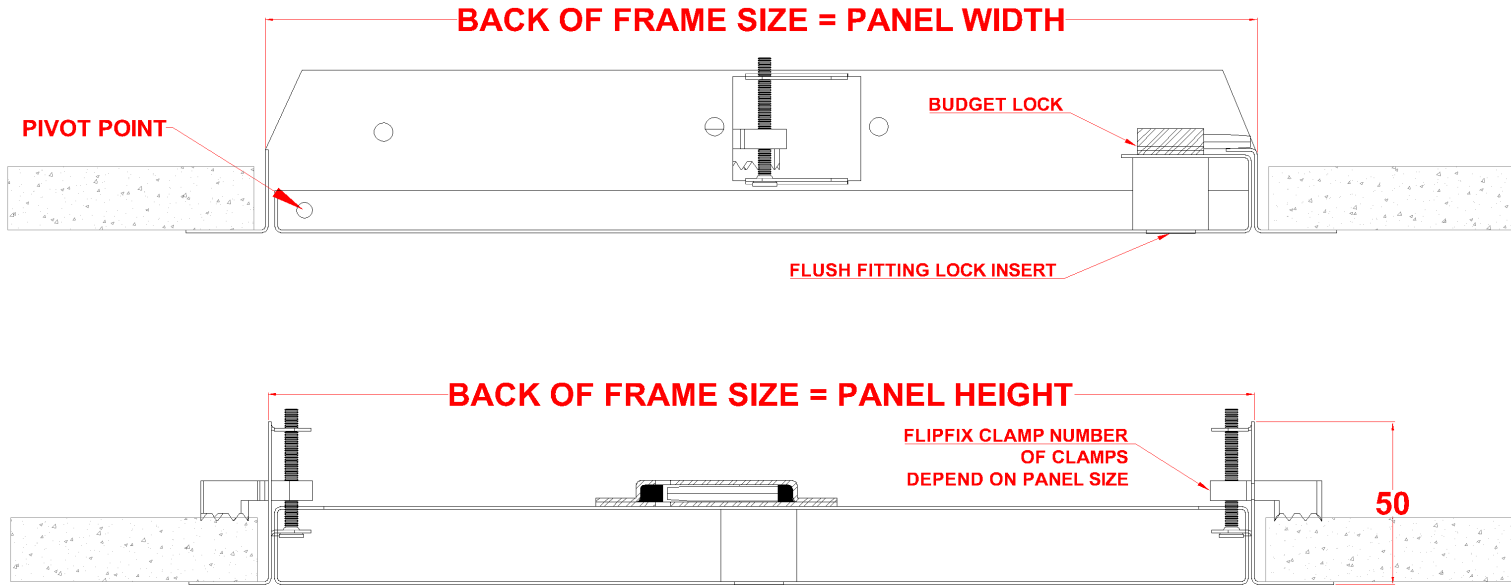 BACK OF FRAME SIZE = PANEL WIDTH
BUDGET LOCK
PIVOT POINT
FLUSH FITTING LOCK INSERT
BACK OF FRAME SIZE = PANEL HEIGHT
FLIPFIX CLAMP NUMBER
OF CLAMPS
DEPEND ON PANEL SIZE
50